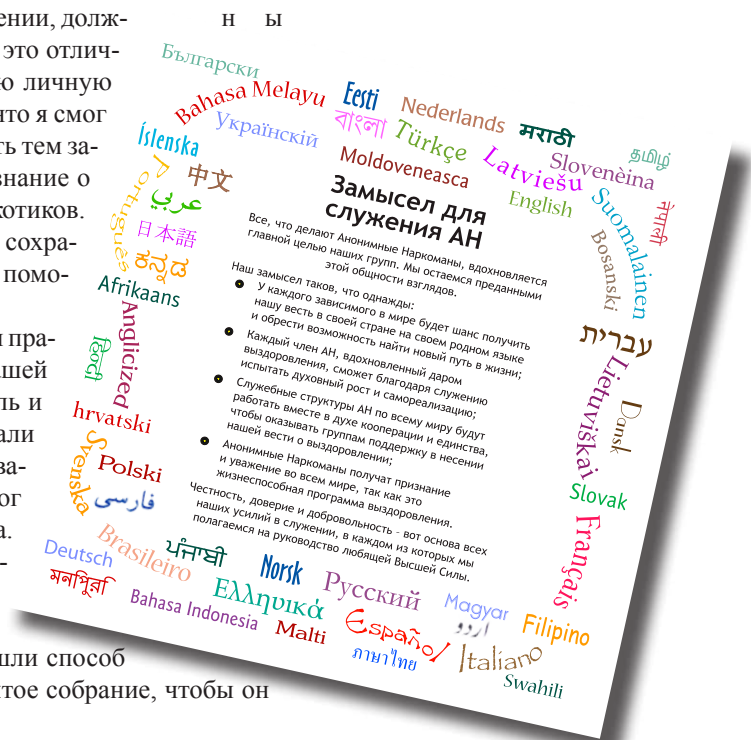 ении, долж-
н ы
это отлич-
ю личную
что я смог
ть тем за-
знание о
котиков.
сохра-
помо-
и пра-
ашей
ль и
али
ва-
ог
а.
-
шли способ
тое собрание, чтобы он
Български
Bahasa Melayu
Eesti
Nederlands
मराठी
தமிழ்
Íslenska
Українскій
বাংলা
Türkçe
Latviešu
Slovenèina
नेपाली
Moldoveneasca
English
Suomalainen
Português
中文
عربي
日本語
ಕನ್ನಡ
Bosanski
Afrikaans
עברית
Anglicized
हिन्दी
Lietuviškai
Dansk
hrvatski
Svenska
Polski
فارسی
Slovak
Français
Замысел для
служения АН
Все, что делают Анонимные Наркоманы, вдохновляется
главной целью наших групп. Мы остаемся преданными
этой общности взглядов.
Наш замысел таков, что однажды:
У каждого зависимого в мире будет шанс получить
нашу весть в своей стране на своем родном языке
и обрести возможность найти новый путь в жизни;
Каждый член АН, вдохновленный даром
выздоровления, сможет благодаря служению
испытать духовный рост и самореализацию;
Служебные структуры АН по всему миру будут
работать вместе в духе кооперации и единства,
чтобы оказывать группам поддержку в несении
нашей вести о выздоровлении;
Анонимные Наркоманы получат признание
и уважение во всем мире, так как это
жизнеспособная программа выздоровления.
Честность, доверие и добровольность - вот основа всех
наших усилий в служении, в каждом из которых мы
полагаемся на руководство любящей Высшей Силы.
Deutsch
Brasileiro
ਪੰਜਾਬੀ
Norsk
Русский
Magyar
اردو
Filipino
Bahasa Indonesia
Ελληνικά
Malti
Español
ภาษาไทย
Italiano
Swahili